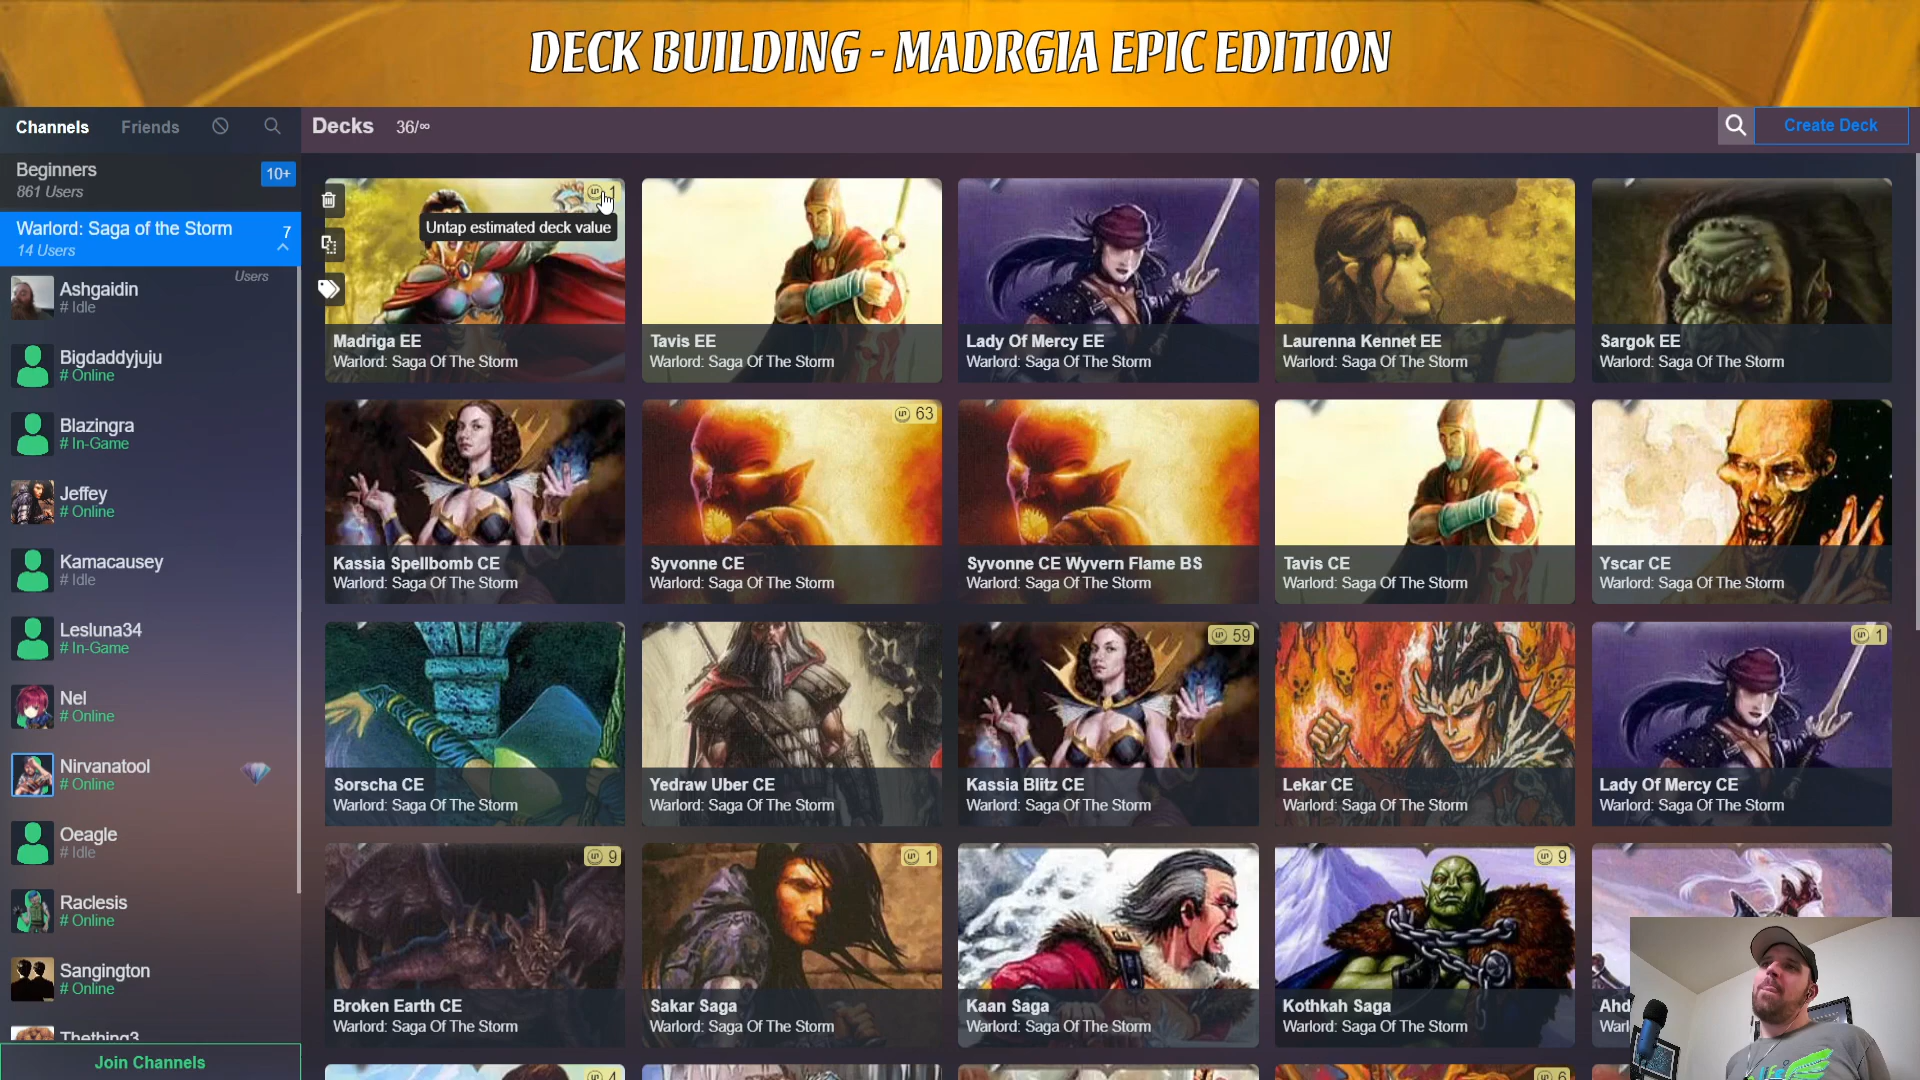 DECK BUILDING - MADRGIA EPIC EDITION
Channels
Friends
Decks
36/∞
Create Deck
Beginners
861 Users
10+
Warlord: Saga of the Storm
14 Users
7
Users
Ashgaidin
# Idle
Bigdaddyjuju
# Online
Blazingra
# In-Game
Jeffey
# Online
Kamacausey
# Idle
Lesluna34
# In-Game
Nel
# Online
Nirvanatool
# Online
Oeagle
# Idle
Raclesis
# Online
Sangington
# Online
Thething3
Join Channels
1
Untap estimated deck value
Madriga EE
Warlord: Saga Of The Storm
Tavis EE
Warlord: Saga Of The Storm
Lady Of Mercy EE
Warlord: Saga Of The Storm
Laurenna Kennet EE
Warlord: Saga Of The Storm
Sargok EE
Warlord: Saga Of The Storm
Kassia Spellbomb CE
Warlord: Saga Of The Storm
63
Syvonne CE
Warlord: Saga Of The Storm
Syvonne CE Wyvern Flame BS
Warlord: Saga Of The Storm
Tavis CE
Warlord: Saga Of The Storm
Yscar CE
Warlord: Saga Of The Storm
Sorscha CE
Warlord: Saga Of The Storm
Yedraw Uber CE
Warlord: Saga Of The Storm
59
Kassia Blitz CE
Warlord: Saga Of The Storm
Lekar CE
Warlord: Saga Of The Storm
1
Lady Of Mercy CE
Warlord: Saga Of The Storm
9
Broken Earth CE
Warlord: Saga Of The Storm
1
Sakar Saga
Warlord: Saga Of The Storm
Kaan Saga
Warlord: Saga Of The Storm
9
Kothkah Saga
Warlord: Saga Of The Storm
Ahd
Warl
4
6